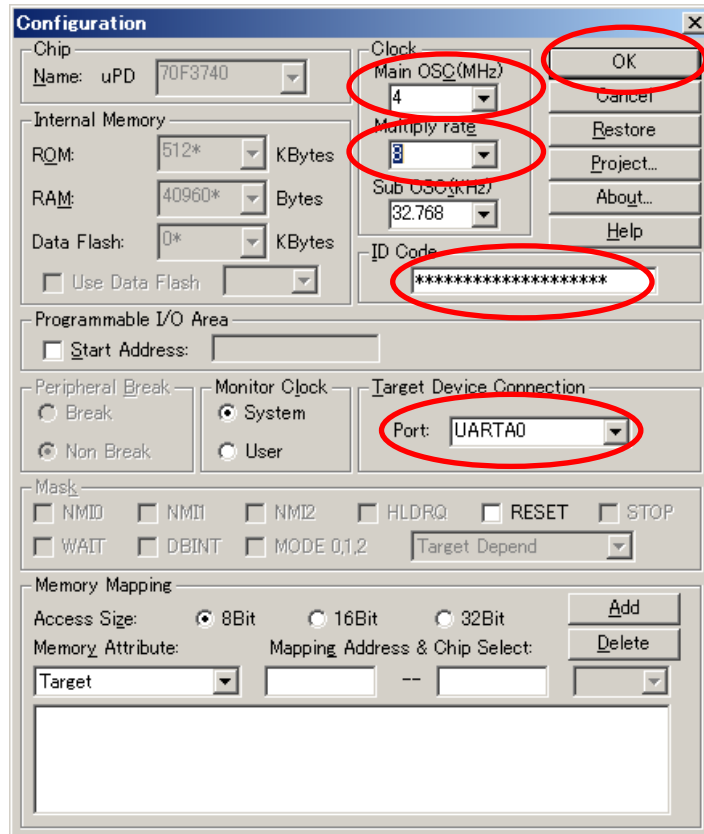 Configuration
Chip
Name: uPD 70F3740
Internal Memory
ROM: 512* KBytes
RAM: 40960* Bytes
Data Flash: 0* KBytes
Use Data Flash
Clock
Main OSC(MHz)
4
Multiply rate
8
Sub OSC(KHz)
32.768
OK
Cancel
Restore
Project...
About...
Help
ID Code
********************
Programmable I/O Area
Start Address:
Peripheral Break
Break
Non Break
Monitor Clock
System
User
Target Device Connection
Port: UARTA0
Mask
NMI0 NMI1 NMI2 HLDRQ RESET STOP
WAIT DBINT MODE 0,1,2 Target Depend
Memory Mapping
Access Size: 8Bit 16Bit 32Bit
Add
Memory Attribute: Mapping Address & Chip Select:
Delete
Target --